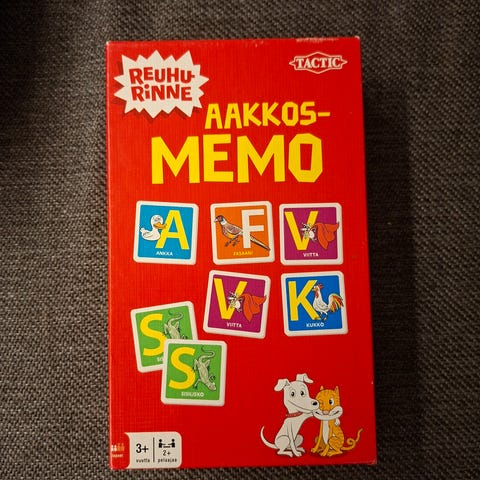 REUHU-
RINNE
TACTIC
AAKKOS-
MEMO
A
ANKKA
F
FASAANI
V
VIITTA
V
VIITTA
K
KUKKO
S
S
SISILISKO
3+
vuotta
2+
pelaajaa